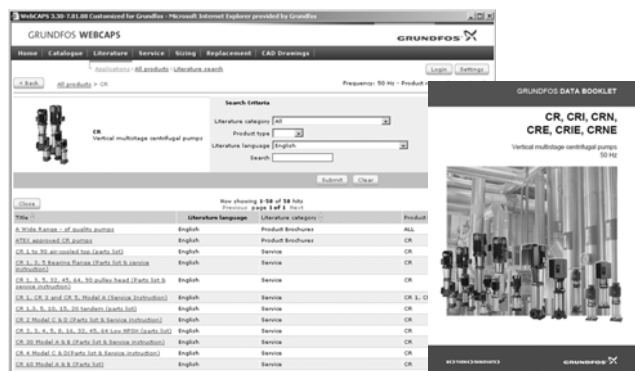 WebCAPS 3.30-7.01.00 Customized for Grundfos - Microsoft Internet Explorer provided by Grundfos
GRUNDFOS WEBCAPS
GRUNDFOS
Home Catalogue Literature Service Sizing Replacement CAD Drawings
Applications All products Literature search
Login Settings
< Back All products > CR
Frequency: 50 Hz - Product
Search Criteria
Literature category All
CR
Vertical multistage centrifugal pumps
Product type
Literature language English
Search
Submit Clear
Close
Now showing 1-58 of 58 hits
Previous page 1 of 1 Next
Title Literature language Literature category Product
A Wide Range - of quality pumps English Product Brochures ALL
ATEX approved CR pumps English Product Brochures CR
CR 1 to 90 air-cooled top (parts list) English Service CR
CR 1, 3, 5 Bearing flange (Parts list & service instruction) English Service CR
CR 1, 3, 5, 32, 45, 64, 90 pulley head (Parts list & service instruction) English Service CR
CR 1, CR 3 and CR 5, Model A (Service Instruction) English Service CR 1, C
CR 1,3, 5, 10, 15, 20 tandem (parts list) English Service CR
CR 2 Model C & D (Parts list & Service instruction) English Service CR
CR 2, 3, 4, 5, 8, 16, 32, 45, 64 Low NPSH (parts list) English Service CR
CR 30 Model A & B (Parts list & Service instruction) English Service CR
CR 4 Model C & D(Parts list & Service instruction) English Service CR
CR 60 Model A & B (Parts list) English Service CR
GRUNDFOS DATA BOOKLET
CR, CRI, CRN,
CRE, CRIE, CRNE
Vertical multistage centrifugal pumps
50 Hz
GRUNDFOS